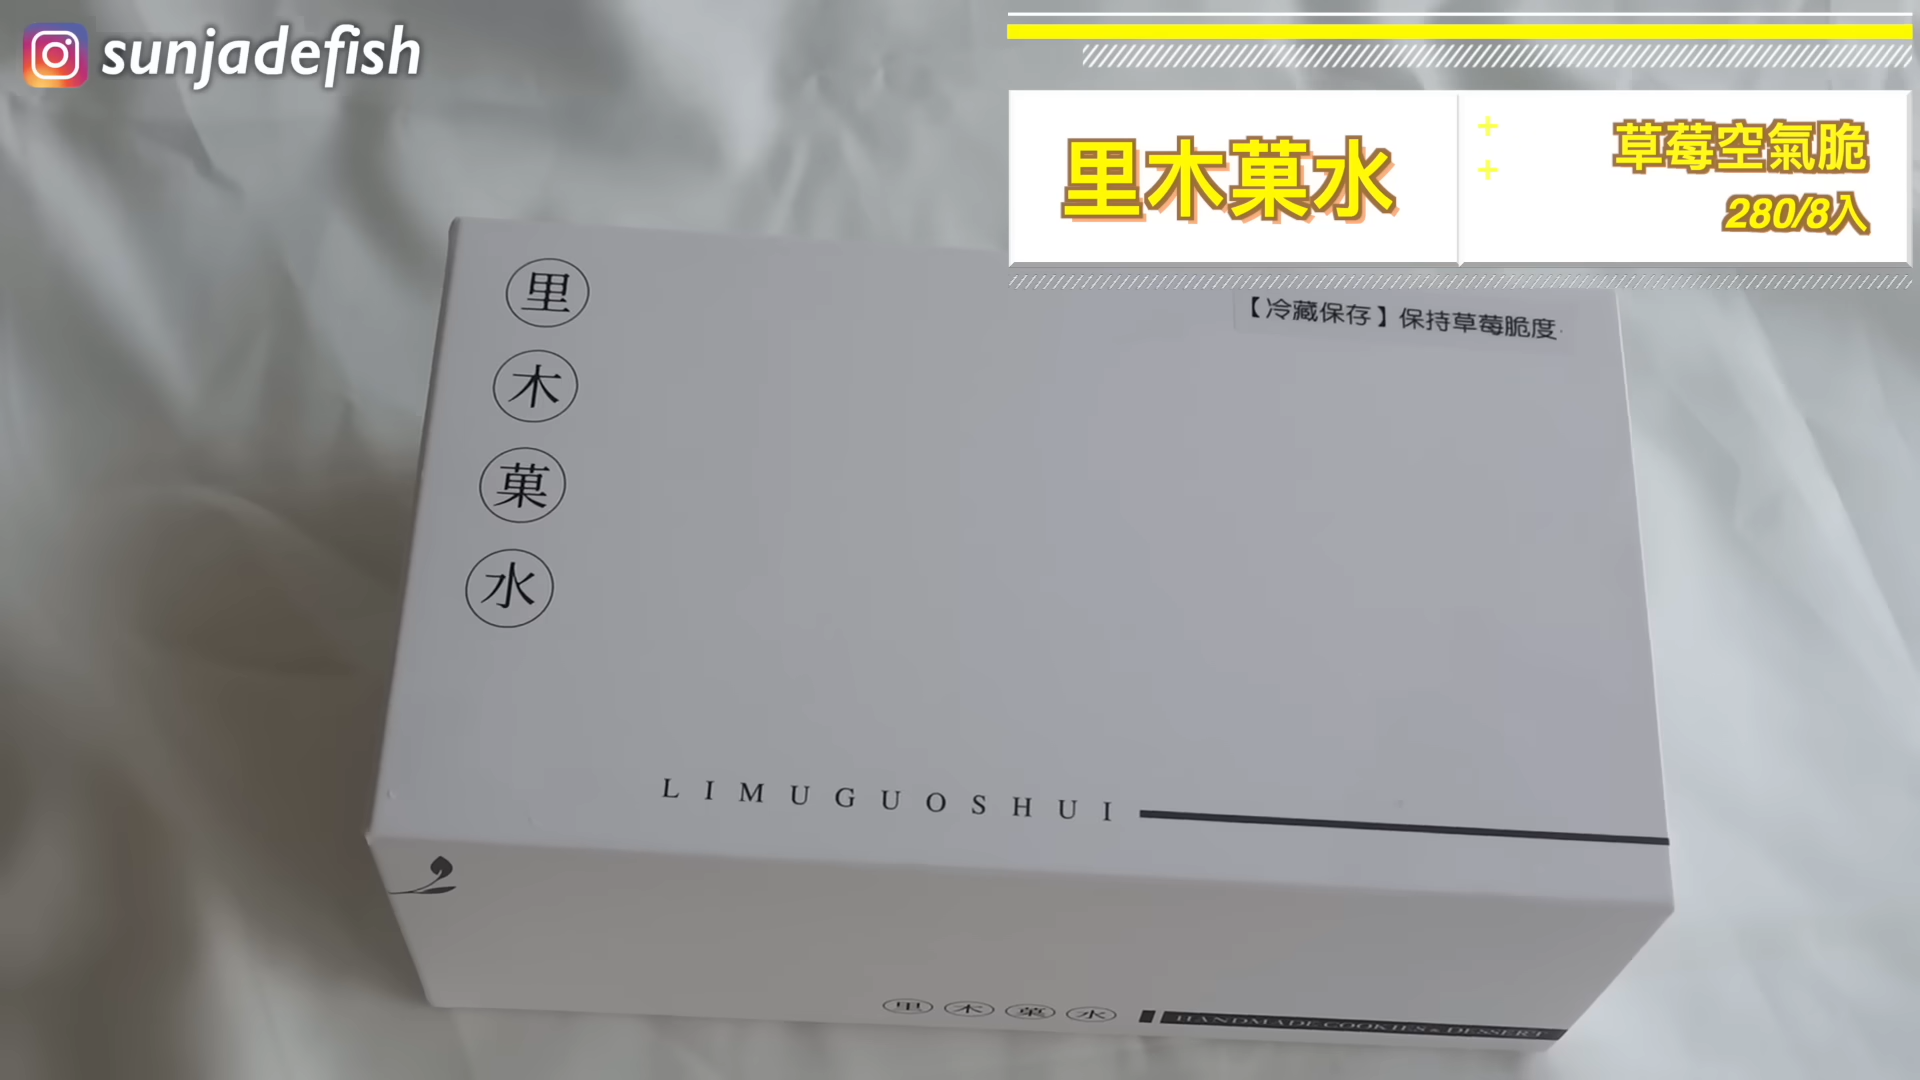 sunjadefish
里木菓水
草莓空氣脆
280/8入
【冷藏保存】保持草莓脆度.
里
木
菓
水
LIMUGUOSHUI
里木菓水
HANDMADE COOKIES & DESSERT